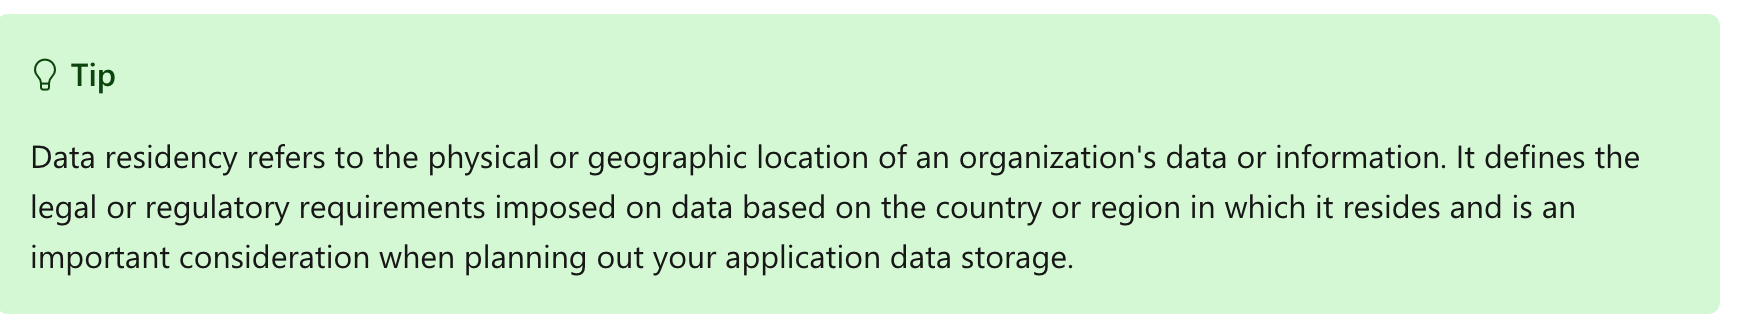 Tip
Data residency refers to the physical or geographic location of an organization's data or information. It defines the
legal or regulatory requirements imposed on data based on the country or region in which it resides and is an
important consideration when planning out your application data storage.